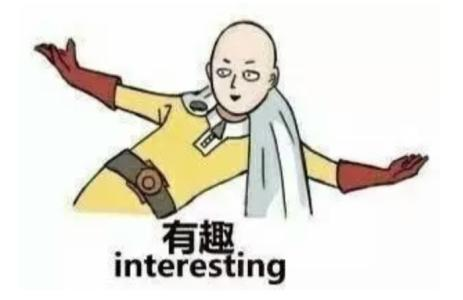 有趣
interesting